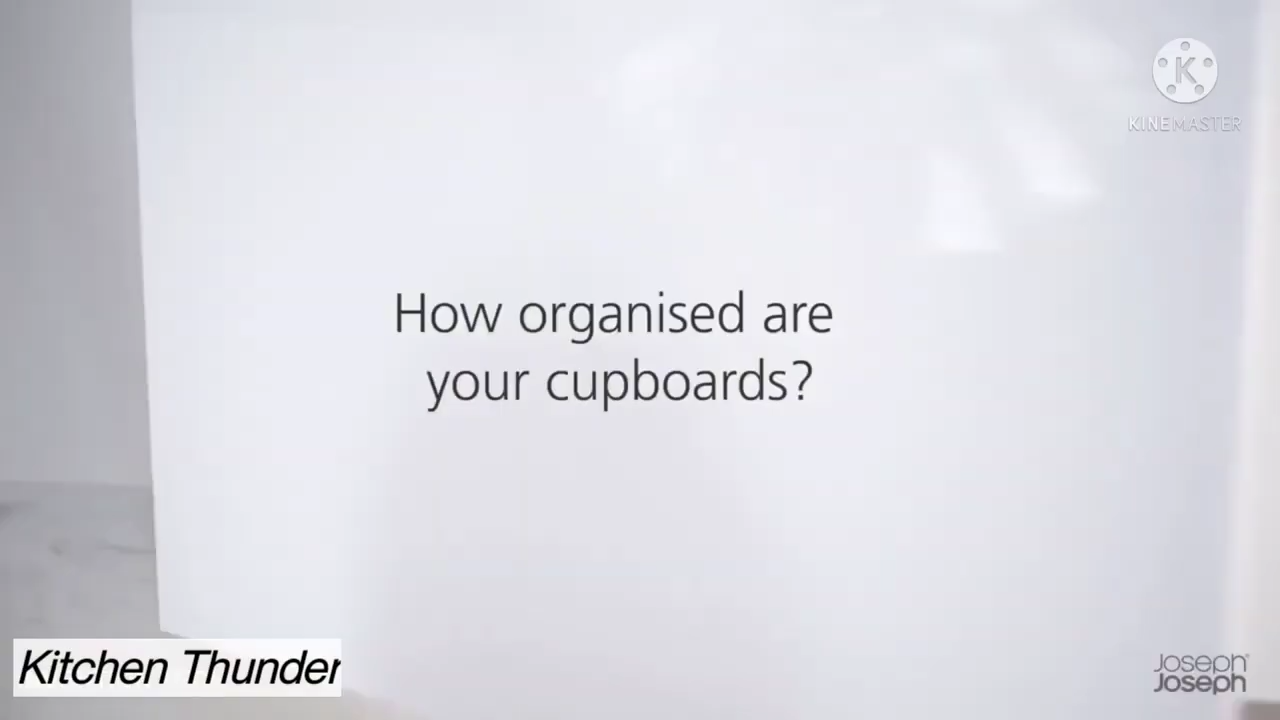 K
KINEMASTER
How organised are
your cupboards?
Kitchen Thunder
Joseph®
Joseph